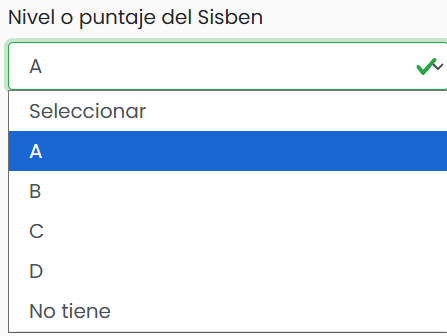 Nivel o puntaje del Sisben
A
Seleccionar
A
B
C
D
No tiene